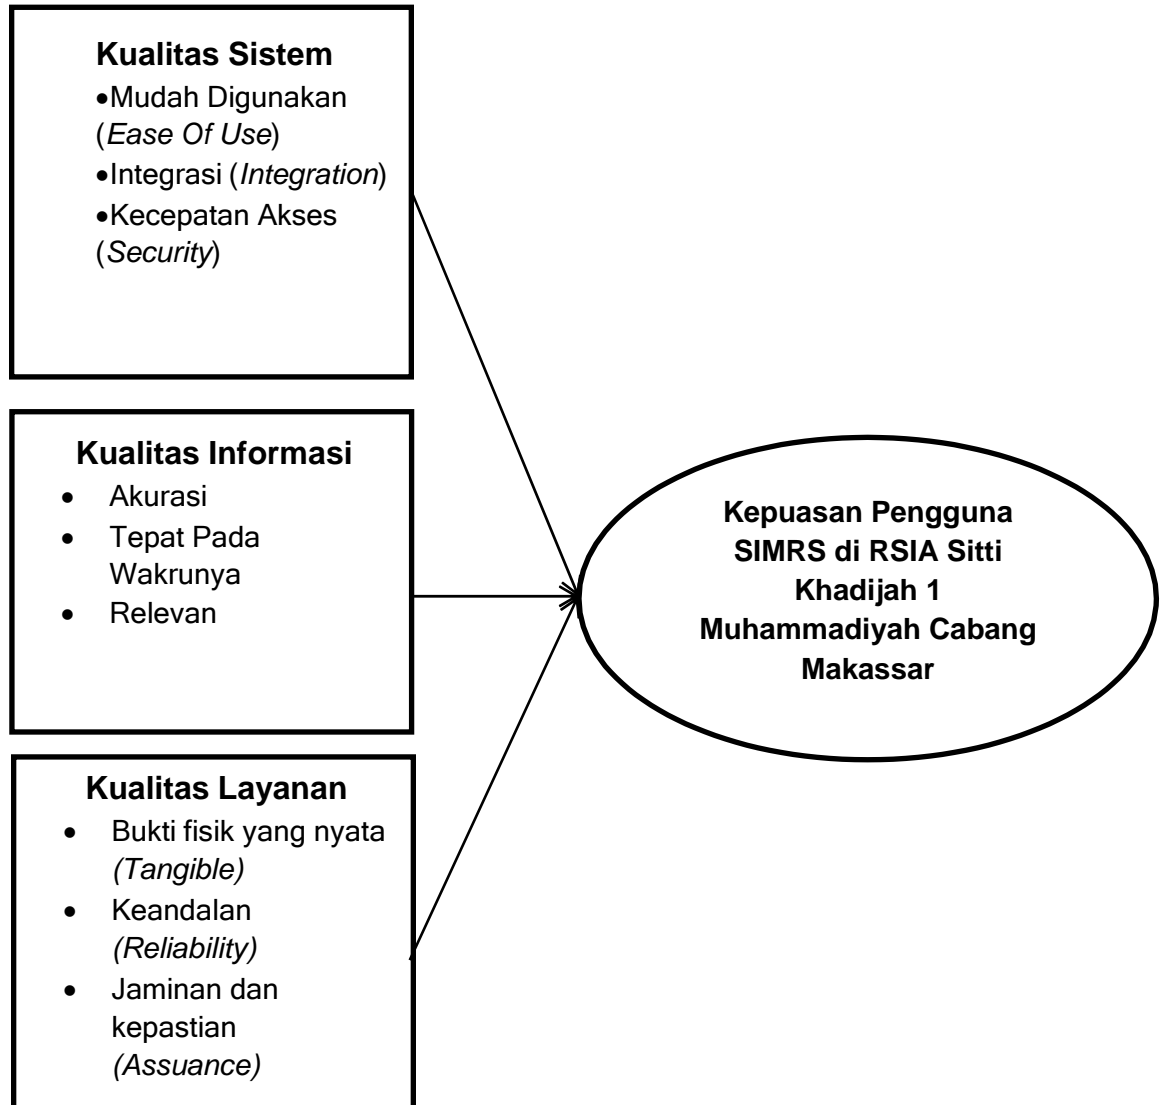 Kualitas Sistem
•Mudah Digunakan
(Ease Of Use)
•Integrasi (Integration)
•Kecepatan Akses
(Security)
Kualitas Informasi
• Akurasi
• Tepat Pada
Wakrunya
• Relevan
Kualitas Layanan
• Bukti fisik yang nyata
(Tangible)
• Keandalan
(Reliability)
• Jaminan dan
kepastian
(Assuance)
Kepuasan Pengguna
SIMRS di RSIA Sitti
Khadijah 1
Muhammadiyah Cabang
Makassar